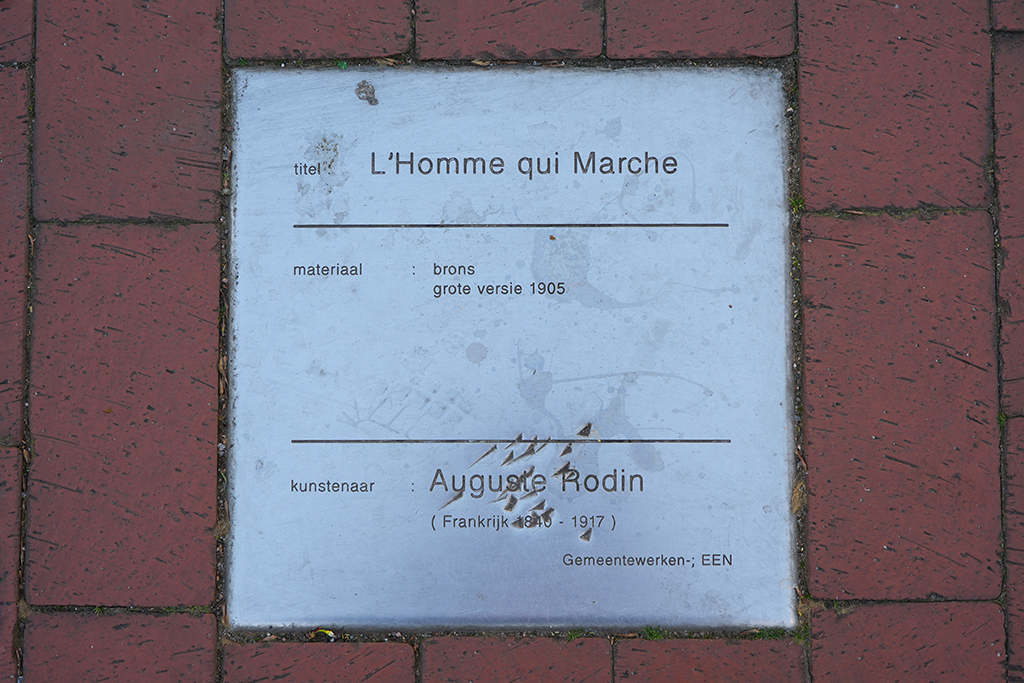 titel : L'Homme qui Marche
materiaal : brons
grote versie 1905
kunstenaar : Auguste Rodin
( Frankrijk 1840 - 1917 )
Gemeentewerken-; EEN